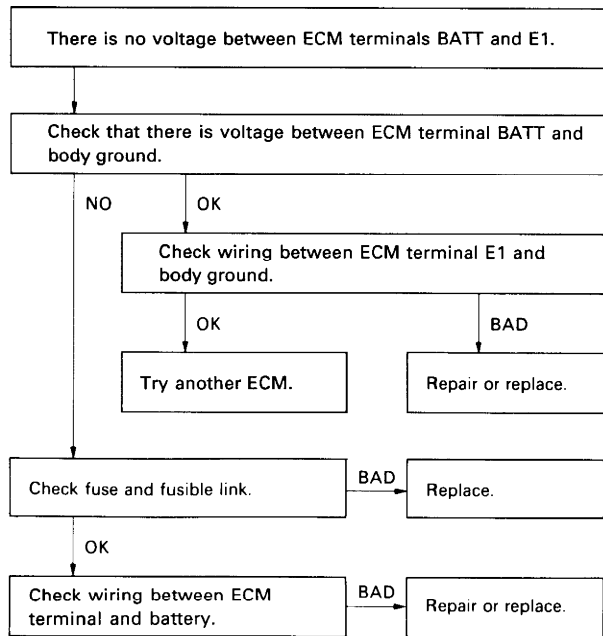 There is no voltage between ECM terminals BATT and E1.
Check that there is voltage between ECM terminal BATT and
body ground.
NO
OK
Check wiring between ECM terminal E1 and
body ground.
OK
BAD
Try another ECM.
Repair or replace.
Check fuse and fusible link.
BAD
Replace.
OK
Check wiring between ECM
terminal and battery.
BAD
Repair or replace.